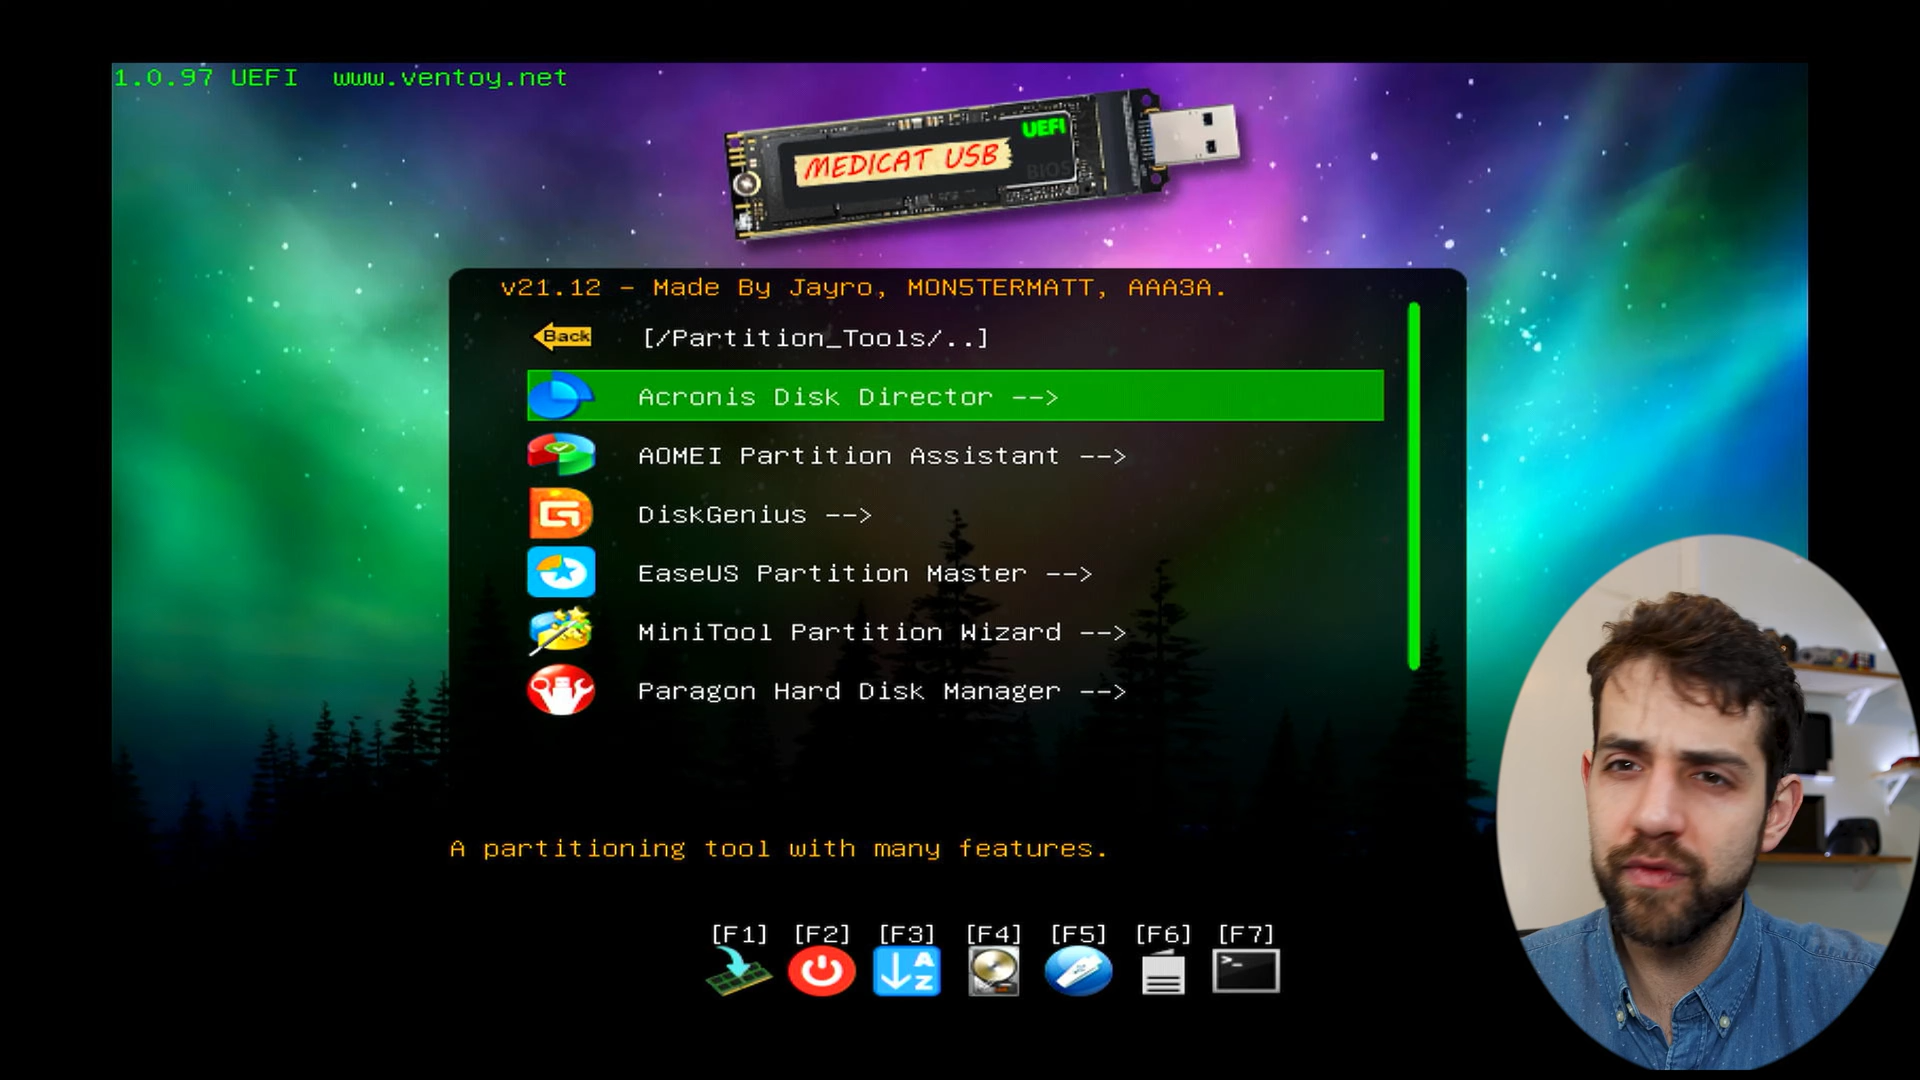 1.0.97 UEFI www.ventoy.net
UEFI
MEDICAT USB
BIOS
v21.12 - Made By Jayro, MON5TERMATT, AAA3A.
Back [/Partition_Tools/..]
Acronis Disk Director -->
AOMEI Partition Assistant -->
DiskGenius -->
EaseUS Partition Master -->
MiniTool Partition Wizard -->
Paragon Hard Disk Manager -->
A partitioning tool with many features.
[F1] [F2] [F3] [F4] [F5] [F6] [F7]
A
Z
>_